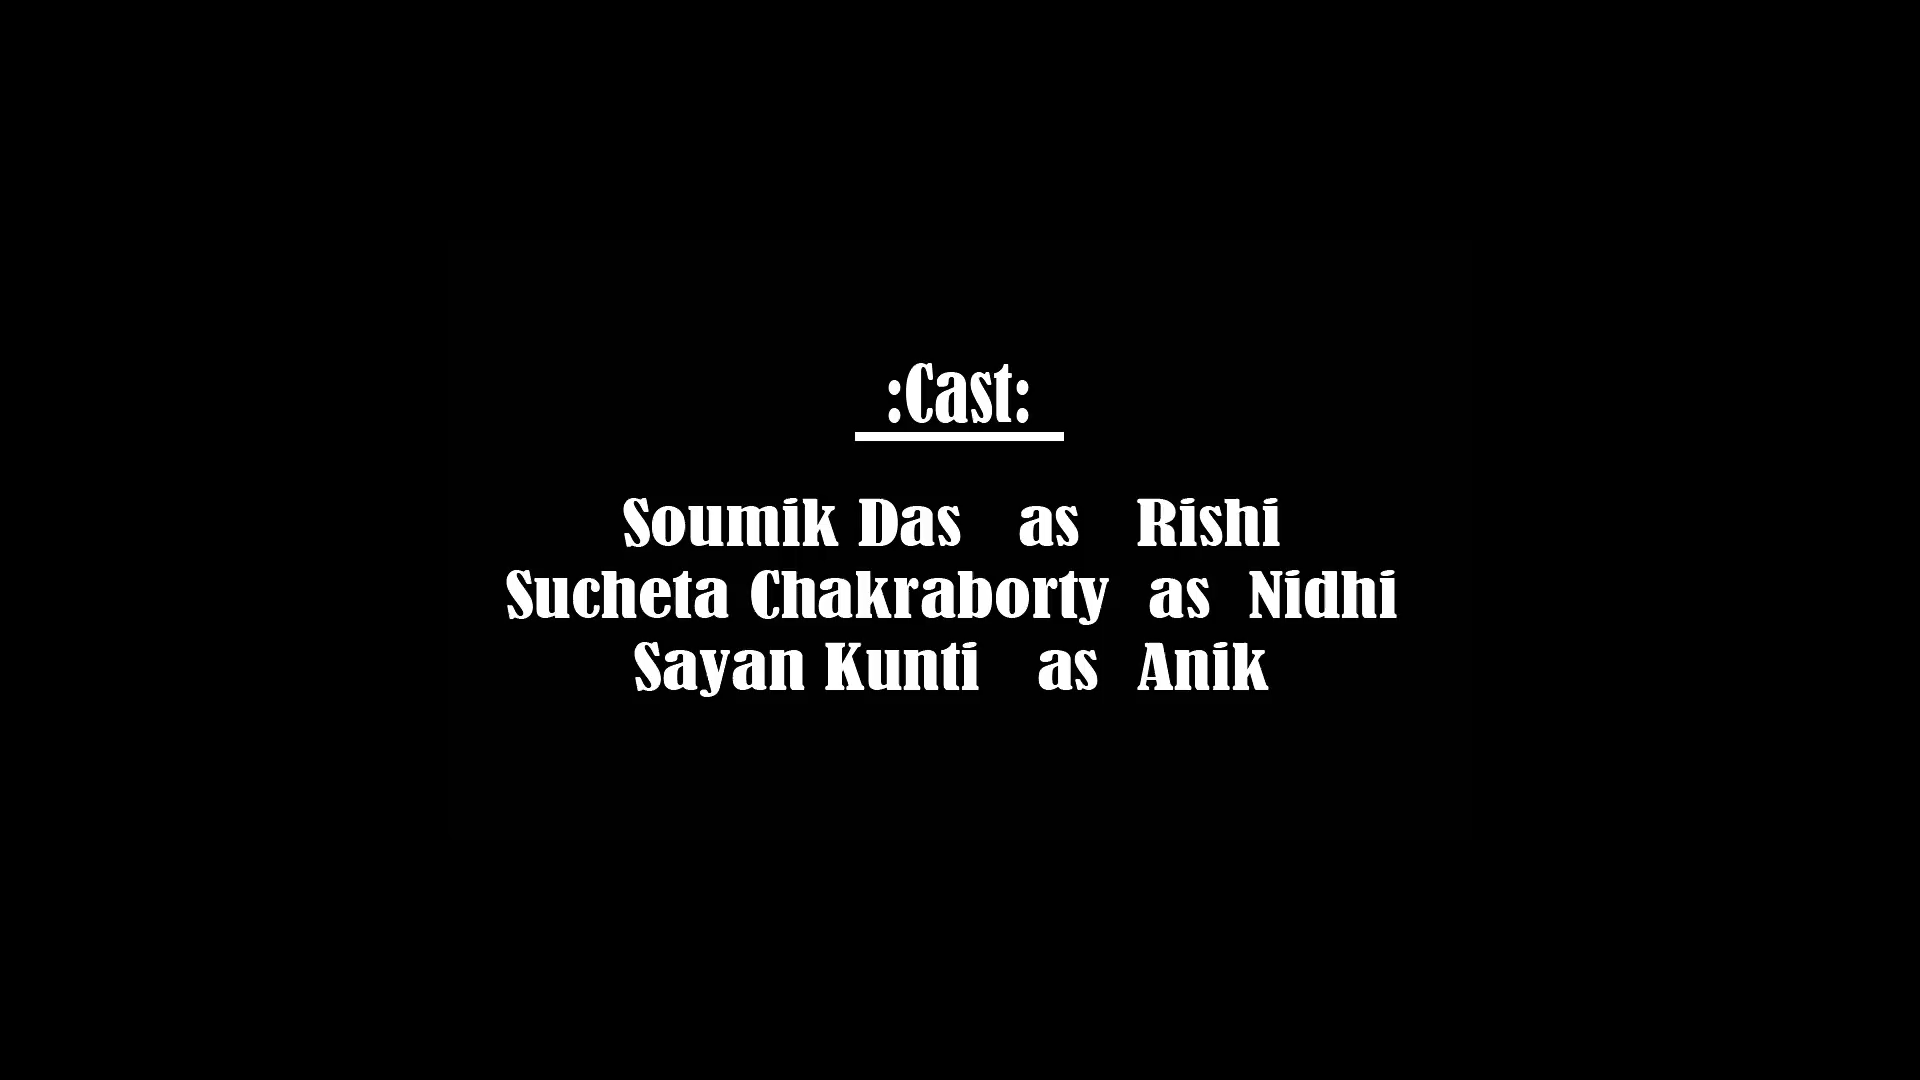 :Cast:
Soumik Das as Rishi
Sucheta Chakraborty as Nidhi
Sayan Kunti as Anik